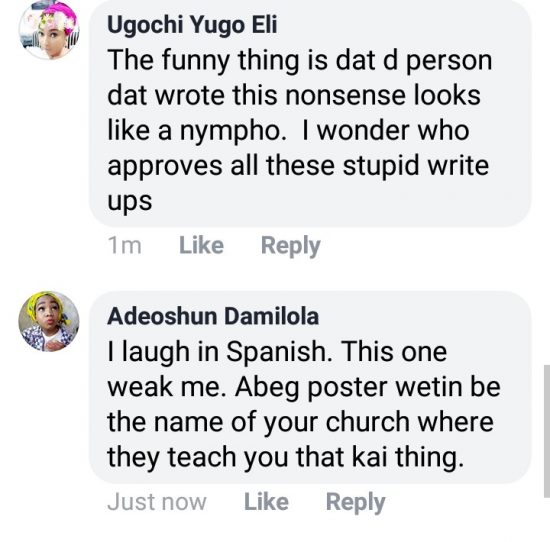 Ugochi Yugo Eli
The funny thing is dat d person
dat wrote this nonsense looks
like a nympho.  I wonder who
approves all these stupid write
ups
1m Like Reply
Adeoshun Damilola
I laugh in Spanish. This one
weak me. Abeg poster wetin be
the name of your church where
they teach you that kai thing.
Just now Like Reply